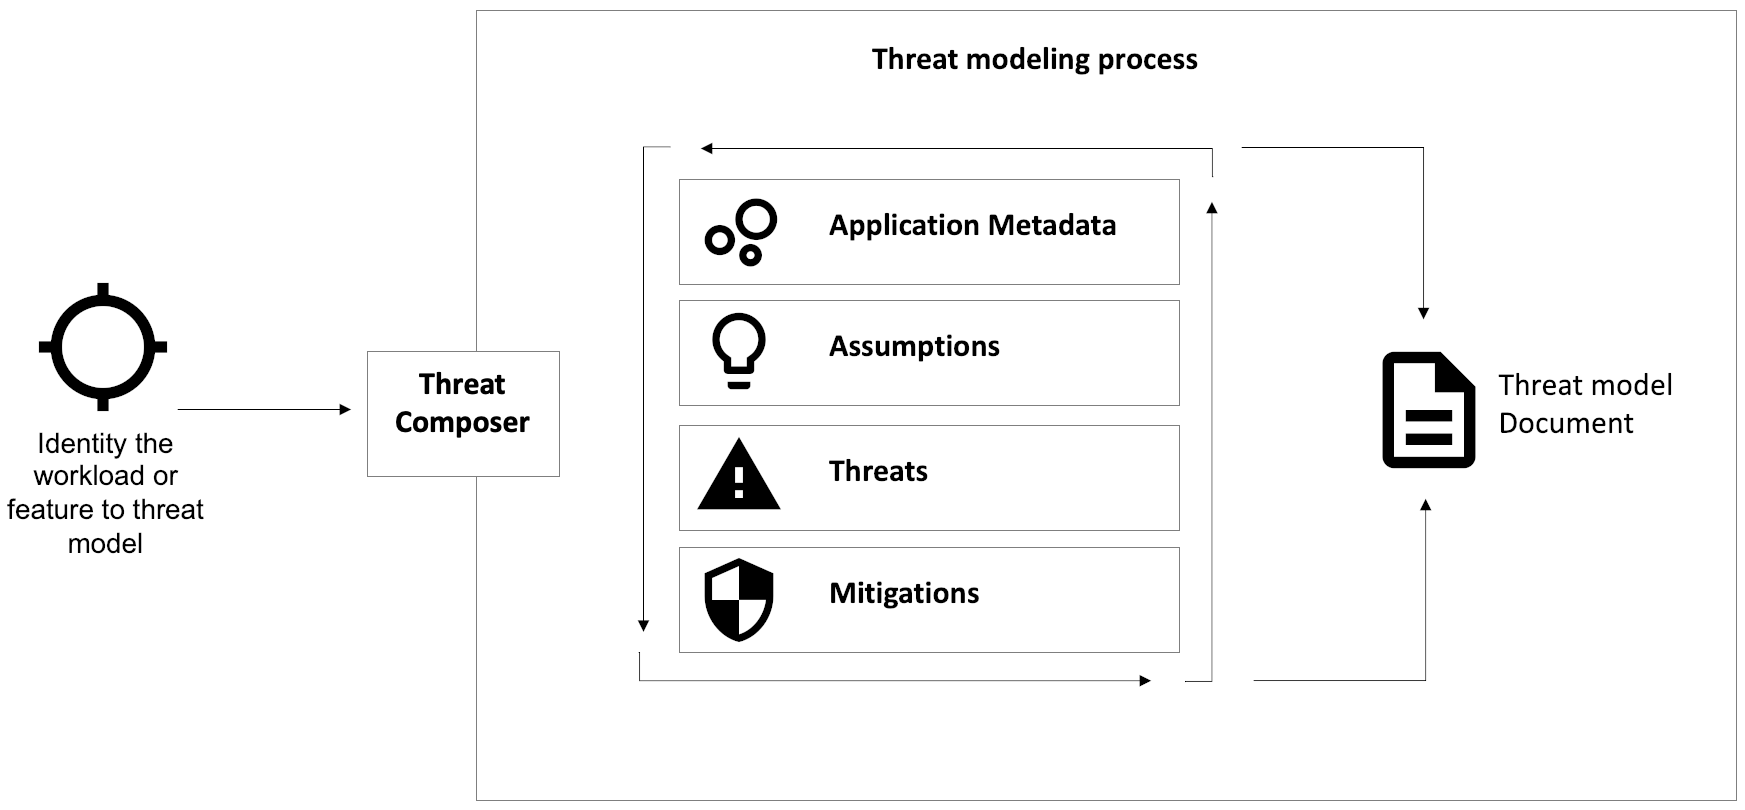 Threat modeling process
Application Metadata
Assumptions
Threat
Composer
Threat model
Document
Identity the
workload or
feature to threat
model
Threats
Mitigations